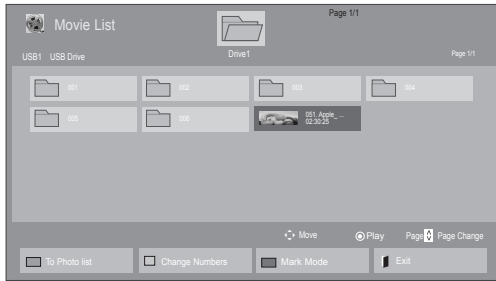 Movie List
Page 1/1
USB1 USB Drive
Drive1
Page 1/1
001
002
003
004
005
006
051. Apple_ ...
02:30:25
Move
Play
Page
Page Change
To Photo list
Change Numbers
Mark Mode
Exit